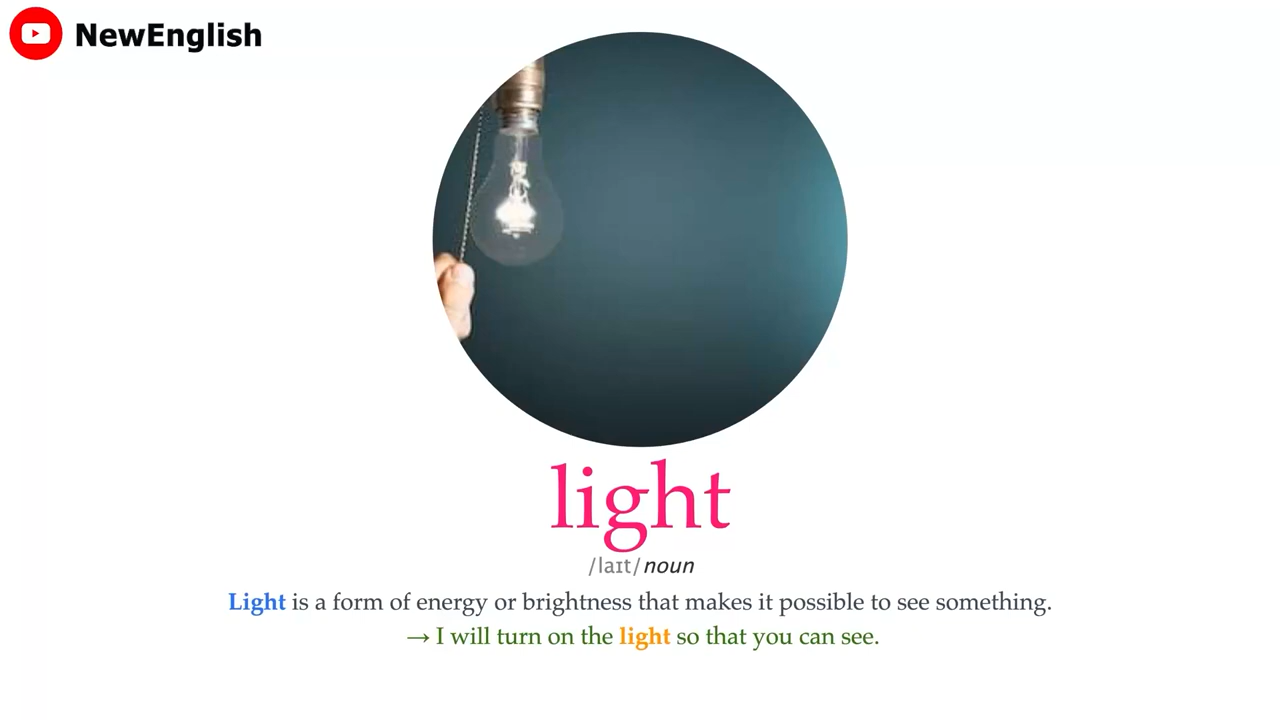 NewEnglish
light
/laɪt/ noun
Light is a form of energy or brightness that makes it possible to see something.
→ I will turn on the light so that you can see.